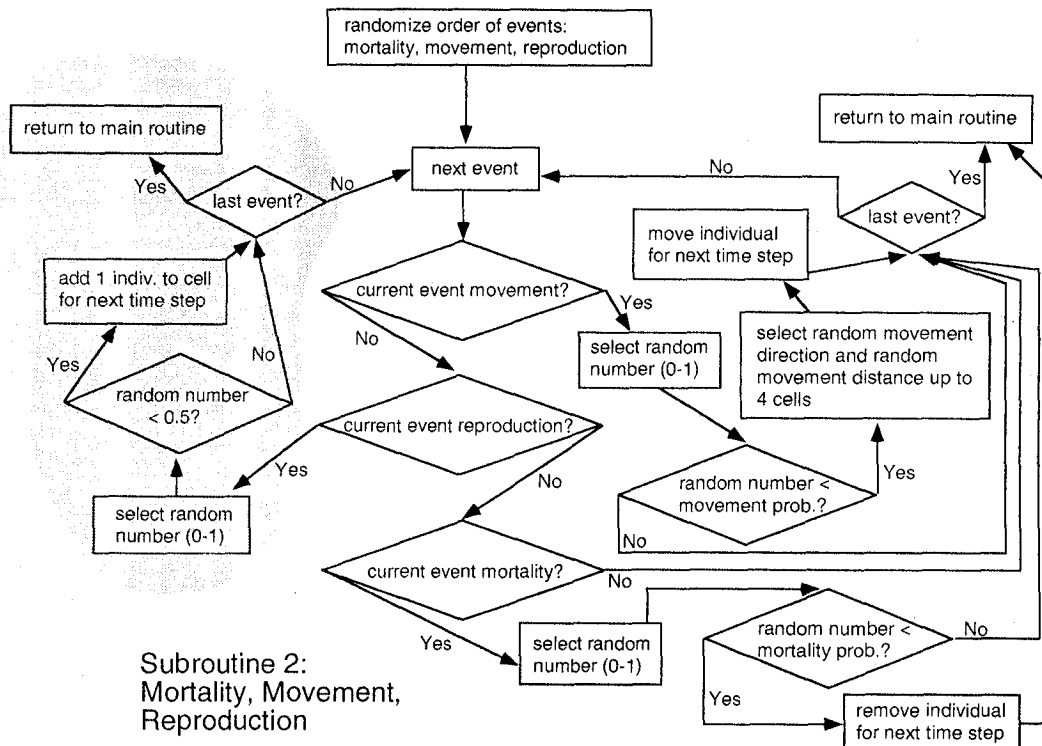 randomize order of events:
mortality, movement, reproduction
return to main routine
return to main routine
next event
Yes
last event?
No
No
last event?
Yes
add 1 indiv. to cell
for next time step
current event movement?
move individual
for next time step
Yes
No
Yes
No
random number
< 0.5?
select random
number (0-1)
select random movement
direction and random
movement distance up to
4 cells
current event reproduction?
Yes
No
select random
number (0-1)
random number <
movement prob.?
Yes
No
current event mortality?
No
Yes
select random
number (0-1)
random number <
mortality prob.?
No
Yes
remove individual
for next time step
Subroutine 2:
Mortality, Movement,
Reproduction